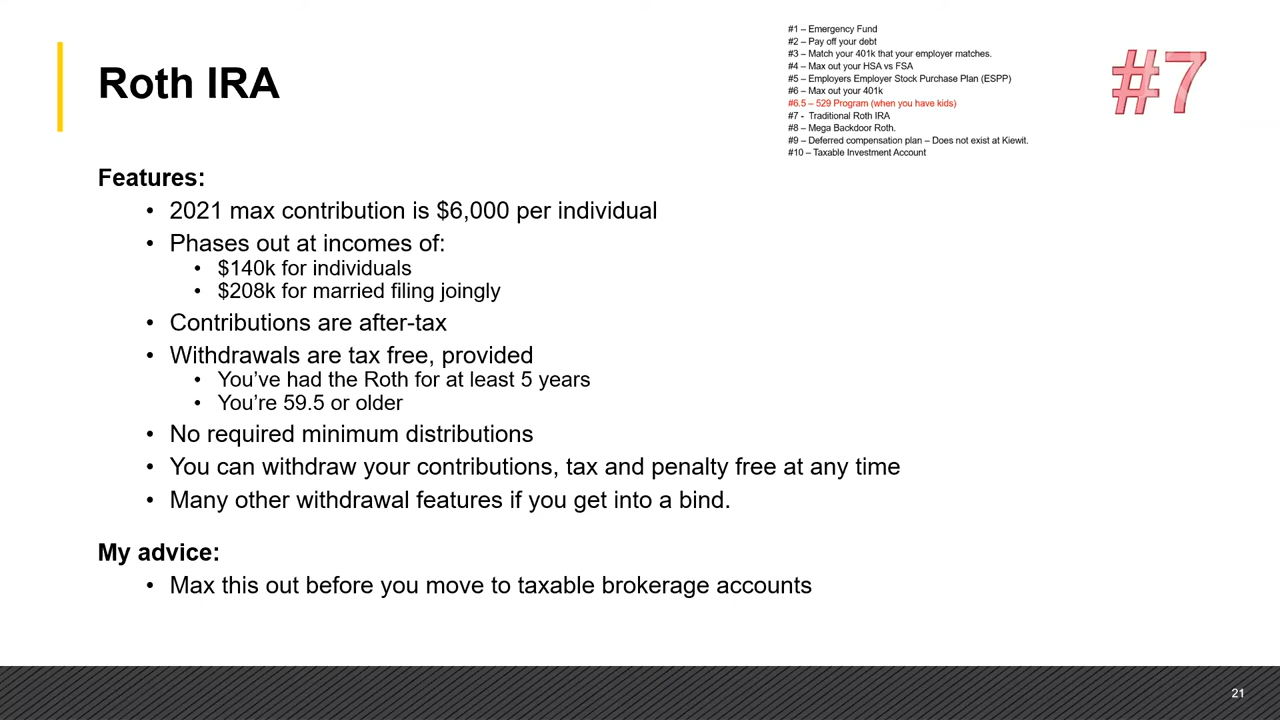 Roth IRA
#1 – Emergency Fund
#2 – Pay off your debt
#3 – Match your 401k that your employer matches.
#4 – Max out your HSA vs FSA
#5 – Employers Employer Stock Purchase Plan (ESPP)
#6 – Max out your 401k
#6.5 – 529 Program (when you have kids)
#7 - Traditional Roth IRA
#8 – Mega Backdoor Roth.
#9 – Deferred compensation plan – Does not exist at Kiewit.
#10 – Taxable Investment Account
#7
Features:
• 2021 max contribution is $6,000 per individual
• Phases out at incomes of:
• $140k for individuals
• $208k for married filing joingly
• Contributions are after-tax
• Withdrawals are tax free, provided
• You’ve had the Roth for at least 5 years
• You’re 59.5 or older
• No required minimum distributions
• You can withdraw your contributions, tax and penalty free at any time
• Many other withdrawal features if you get into a bind.
My advice:
• Max this out before you move to taxable brokerage accounts
21